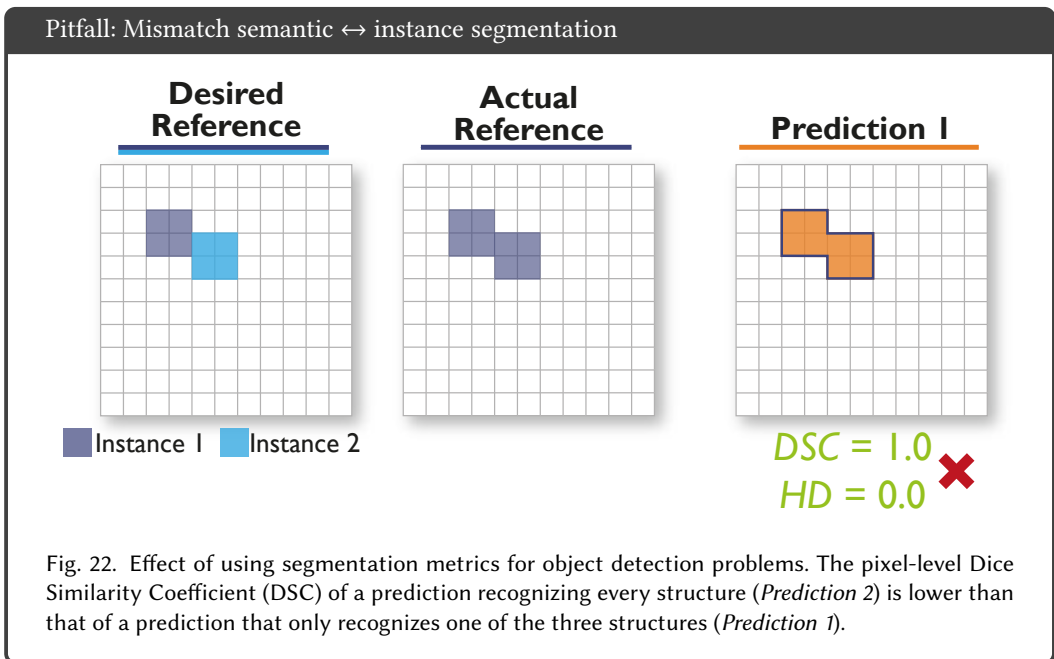 Pitfall: Mismatch semantic ↔ instance segmentation
Desired
Reference
Actual
Reference
Prediction 1
Instance 1
Instance 2
DSC = 1.0
HD = 0.0
Fig. 22. Effect of using segmentation metrics for object detection problems. The pixel-level Dice
Similarity Coefficient (DSC) of a prediction recognizing every structure (Prediction 2) is lower than
that of a prediction that only recognizes one of the three structures (Prediction 1).